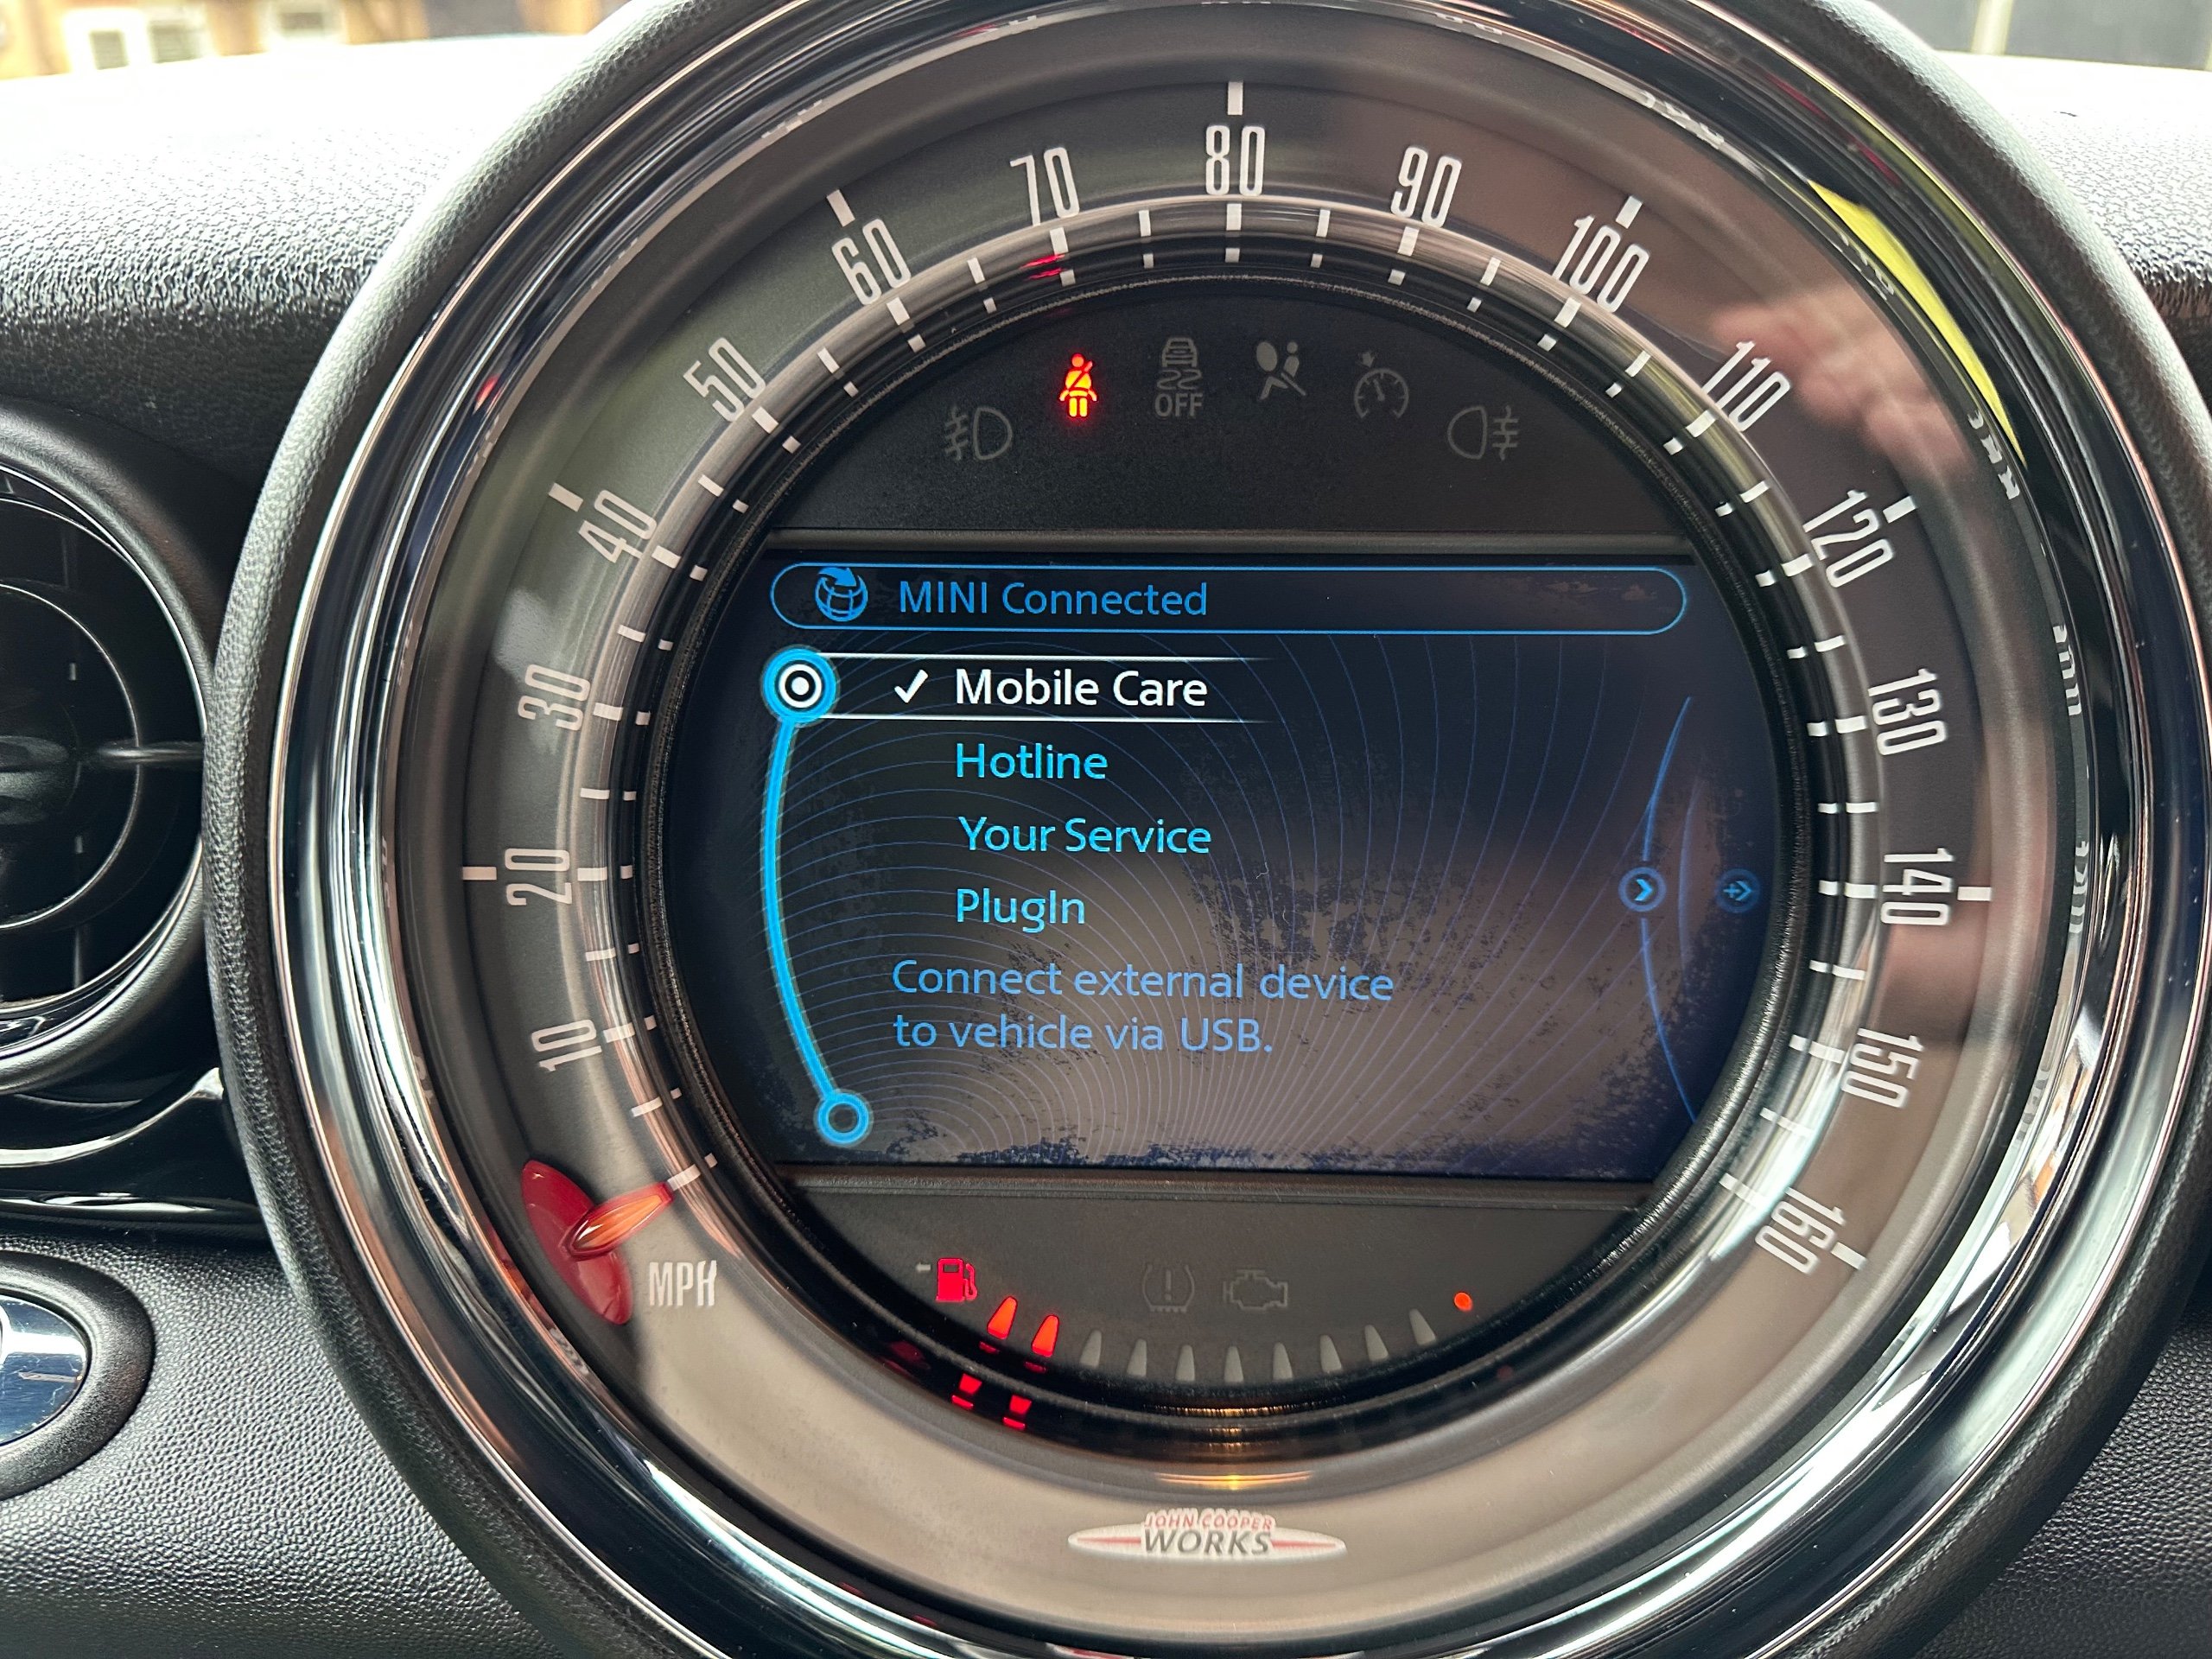 80
70
90
60
100
50
110
40
120
OFF
MINI Connected
Mobile Care
30
130
Hotline
Your Service
20
140
PlugIn
Connect external device
to vehicle via USB.
10
150
160
MPH
JOHN COOPER
WORKS